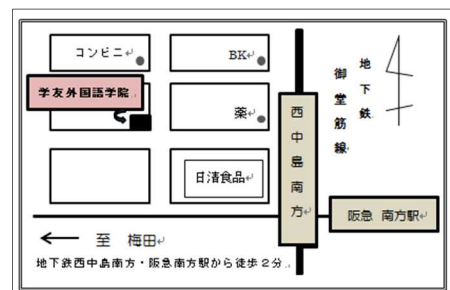 コンビニ
BK
学友外国語学院
薬
日清食品
西中島南方
地下鉄
御堂筋線
阪急 南方駅
← 至 梅田
地下鉄西中島南方・阪急南方駅から徒歩２分.